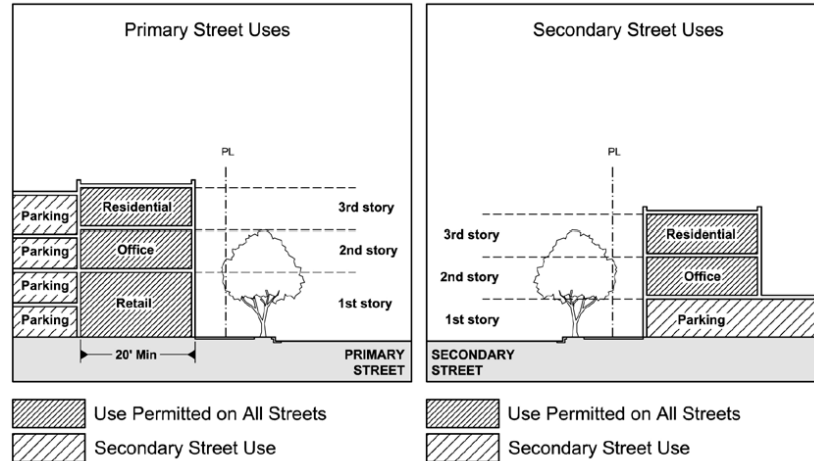 Primary Street Uses
PL
Parking
Residential
3rd story
Parking
Office
2nd story
Parking
Retail
1st story
Parking
20' Min
PRIMARY
STREET
Use Permitted on All Streets
Secondary Street Use
Secondary Street Uses
PL
3rd story
Residential
2nd story
Office
1st story
Parking
SECONDARY
STREET
Use Permitted on All Streets
Secondary Street Use